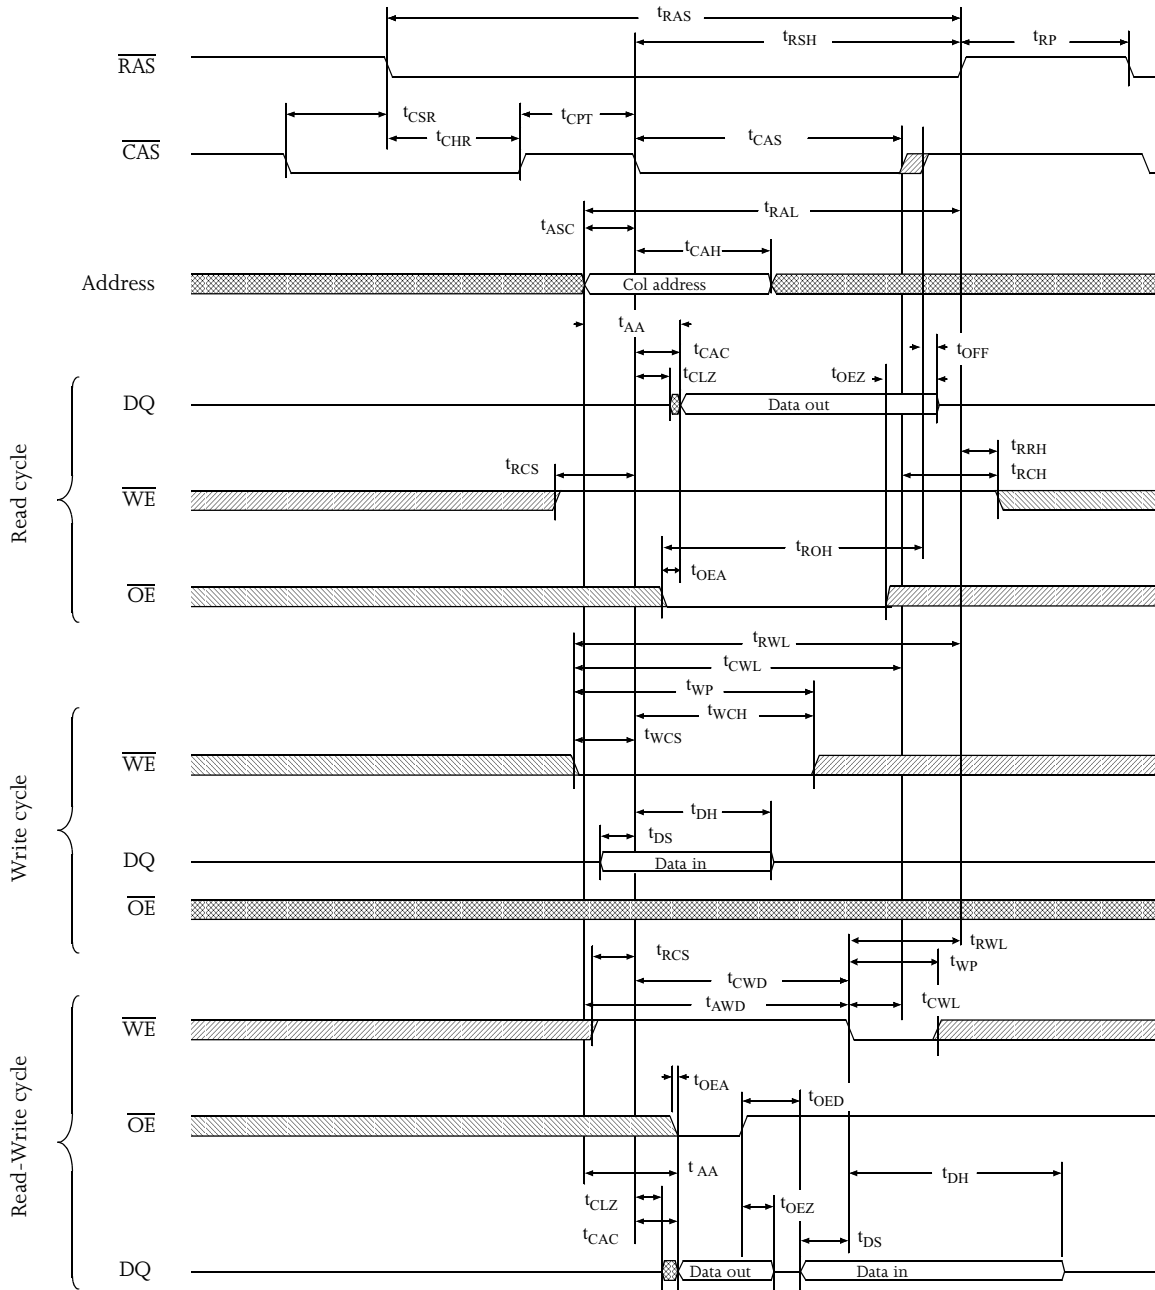 tRAS
tRSH
tRP
RAS
tCSR
tCPT
tCHR
tCAS
CAS
tRAL
tASC
tCAH
Address
Col address
tAA
tCAC
tOFF
tCLZ
tOEZ
DQ
Data out
tRRH
tRCS
tRCH
WE
Read cycle
tROH
tOEA
OE
tRWL
tCWL
tWP
tWCH
tWCS
WE
tDH
tDS
Write cycle
DQ
Data in
OE
tRWL
tRCS
tWP
tCWD
tAWD
tCWL
WE
tOEA
tOED
OE
Read-Write cycle
tAA
tDH
tCLZ
tOEZ
tCAC
tDS
DQ
Data out
Data in